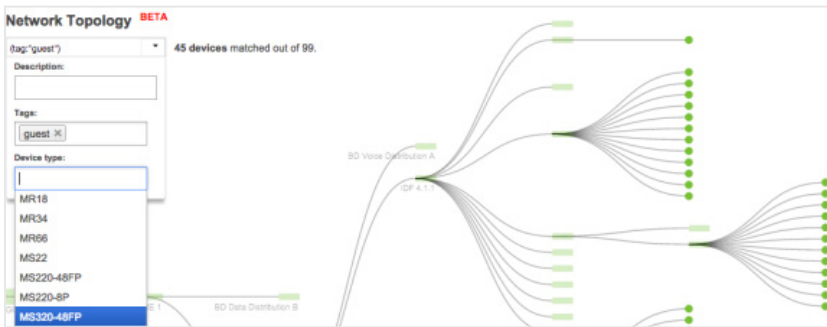 Network Topology BETA
(tag:"guest")
45 devices matched out of 99.
Description:
Tags:
guest ×
Device type:
MR18
MR34
MR66
MS22
MS220-48FP
MS220-8P
MS320-48FP
BD Voice Distribution A
IDF 4.1.1
BD Data Distribution B